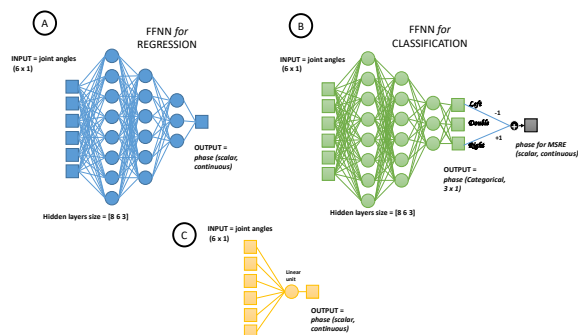 A
FFNN for
REGRESSION
INPUT = joint angles
(6 x 1)
OUTPUT =
phase (scalar,
continuous)
Hidden layers size = [8 6 3]
B
FFNN for
CLASSIFICATION
INPUT = joint angles
(6 x 1)
Left
Double
Right
-1
+1
phase for MSRE
(scalar, continuous)
OUTPUT =
phase (Categorical,
3 x 1)
Hidden layers size = [8 6 3]
C
INPUT = joint angles
(6 x 1)
Linear
unit
OUTPUT =
phase (scalar,
continuous)